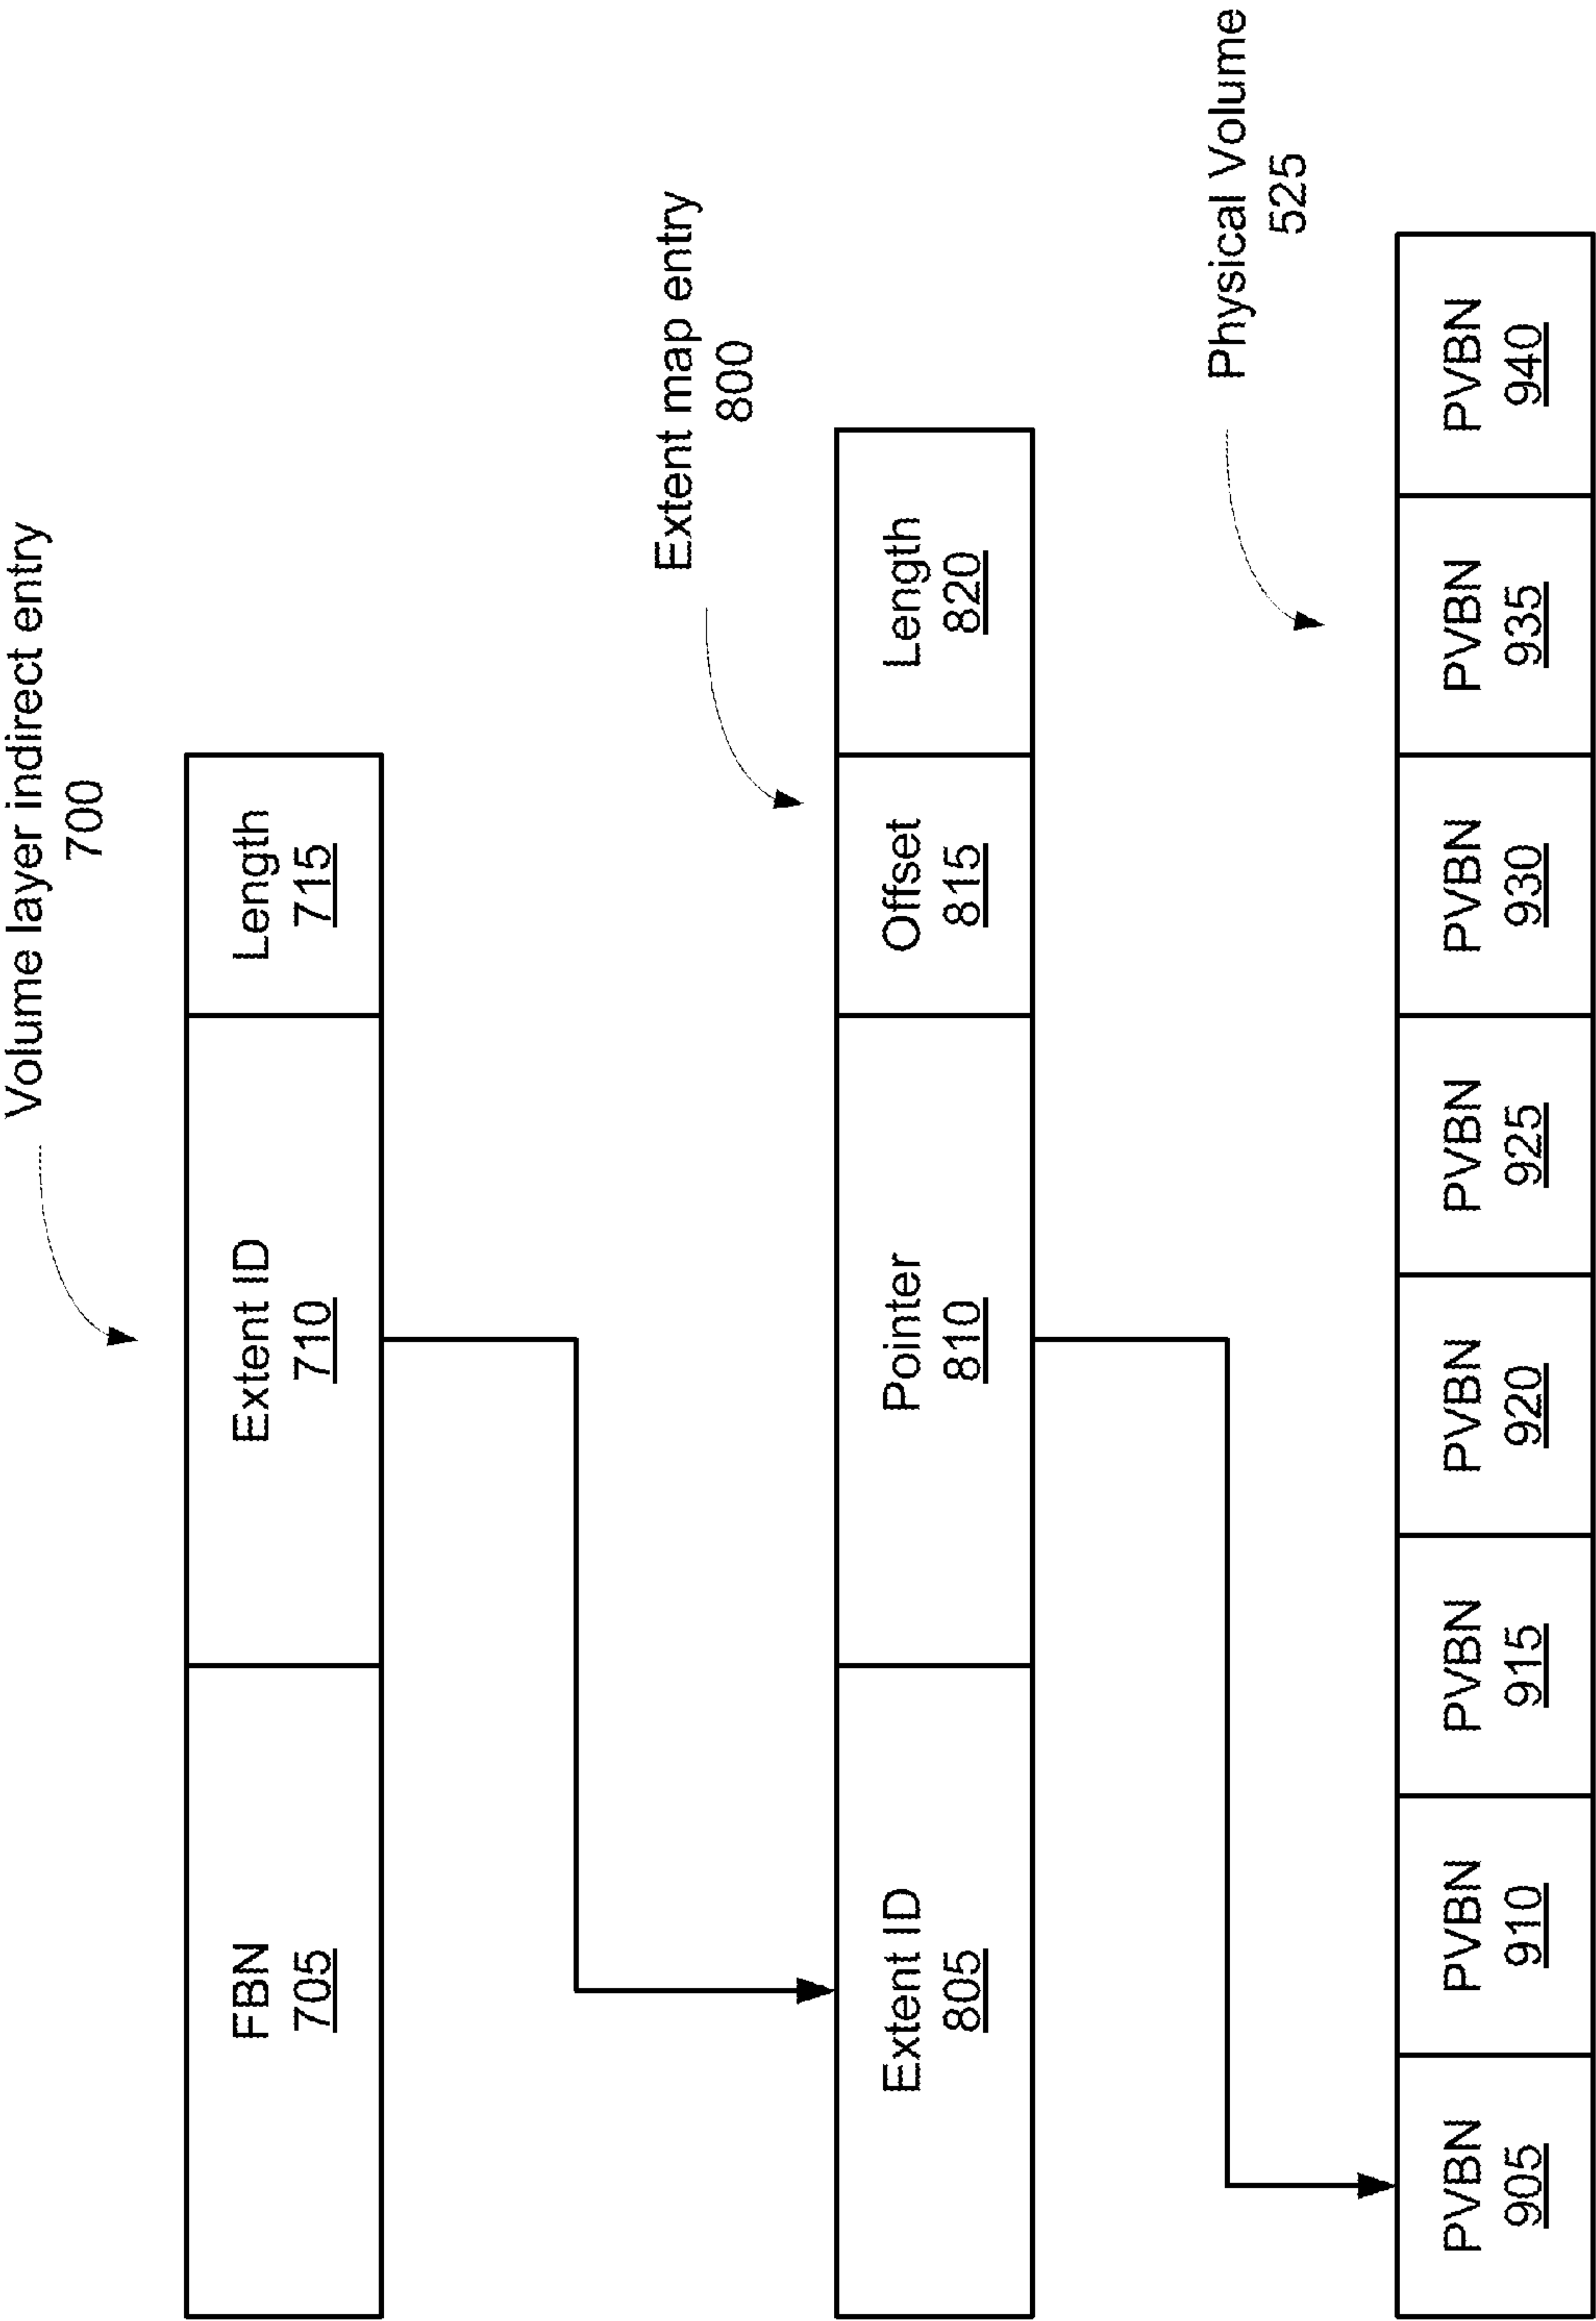 Volume layer indirect entry
700
FBN
705
Extent ID
710
Length
715
Extent map entry
800
Extent ID
805
Pointer
810
Offset
815
Length
820
Physical Volume
525
PVBN
905
PVBN
910
PVBN
915
PVBN
920
PVBN
925
PVBN
930
PVBN
935
PVBN
940